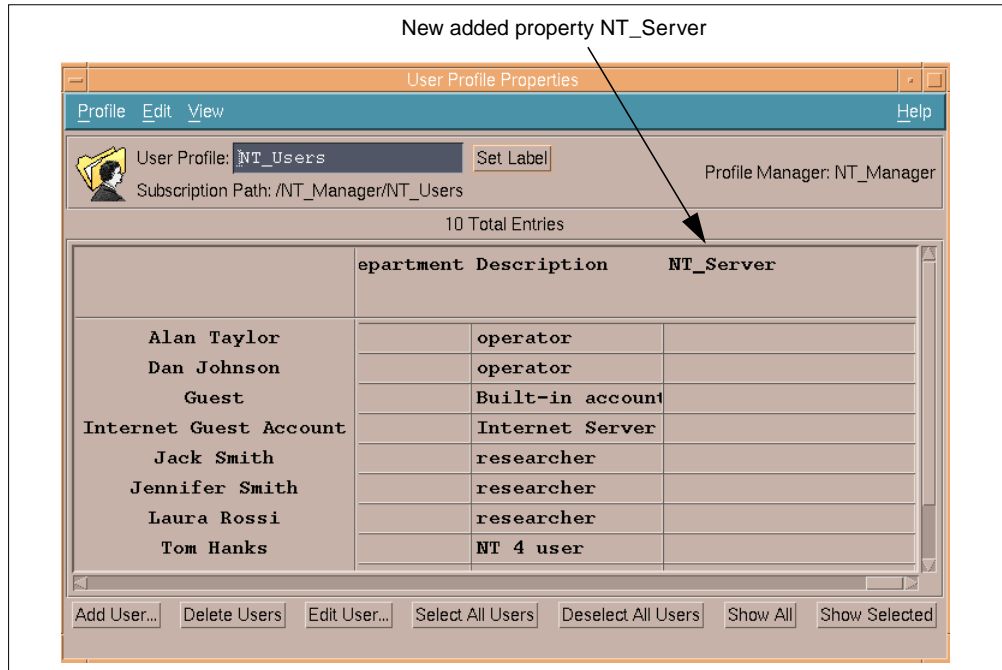 New added property NT_Server
User Profile Properties
Profile Edit View Help
User Profile: NT_Users Set Label
Profile Manager: NT_Manager
Subscription Path: /NT_Manager/NT_Users
10 Total Entries
epartment Description NT_Server
Alan Taylor operator
Dan Johnson operator
Guest Built-in account
Internet Guest Account Internet Server
Jack Smith researcher
Jennifer Smith researcher
Laura Rossi researcher
Tom Hanks NT 4 user
Add User... Delete Users Edit User... Select All Users Deselect All Users Show All Show Selected